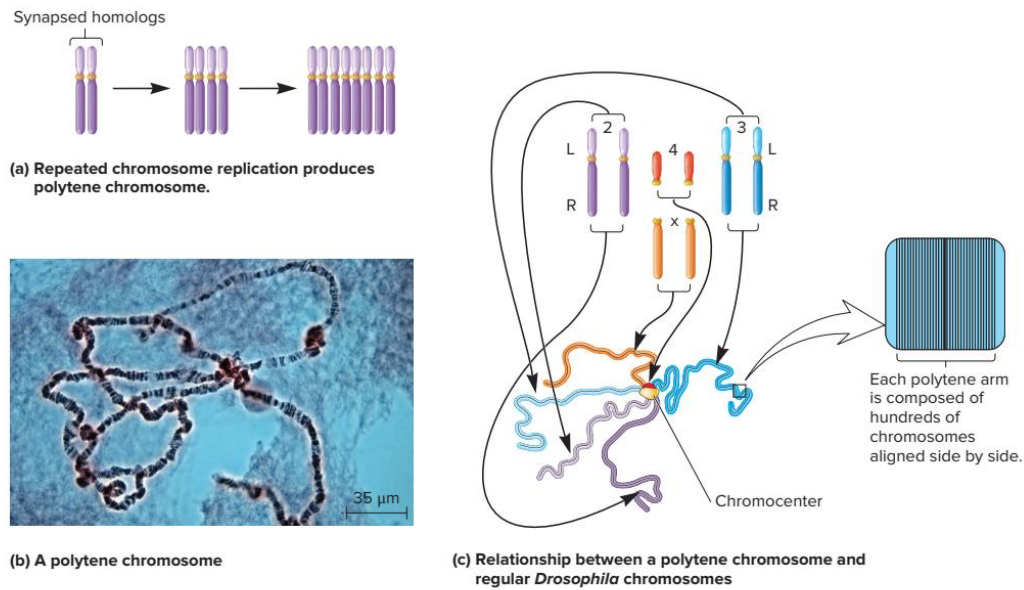 Synapsed homologs
(a) Repeated chromosome replication produces
polytene chromosome.
35 μm
(b) A polytene chromosome
2
L
R
4
x
3
L
R
Chromocenter
Each polytene arm
is composed of
hundreds of
chromosomes
aligned side by side.
(c) Relationship between a polytene chromosome and
regular Drosophila chromosomes